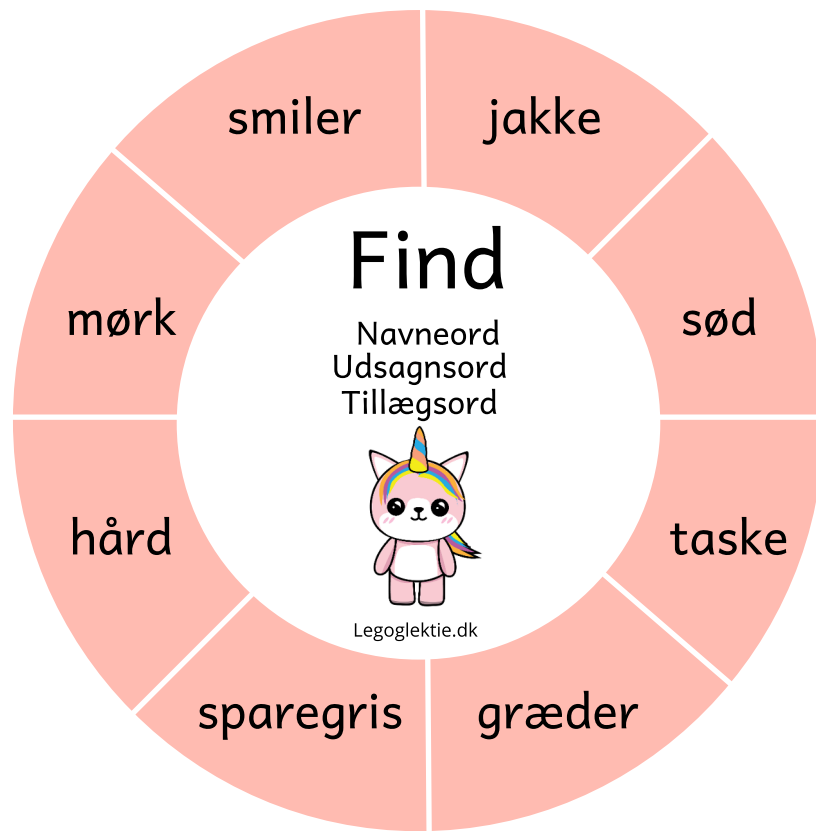 smiler
jakke
mørk
sød
hård
taske
sparegris
græder
Find
Navneord
Udsagnsord
Tillægsord
Legoglektie.dk